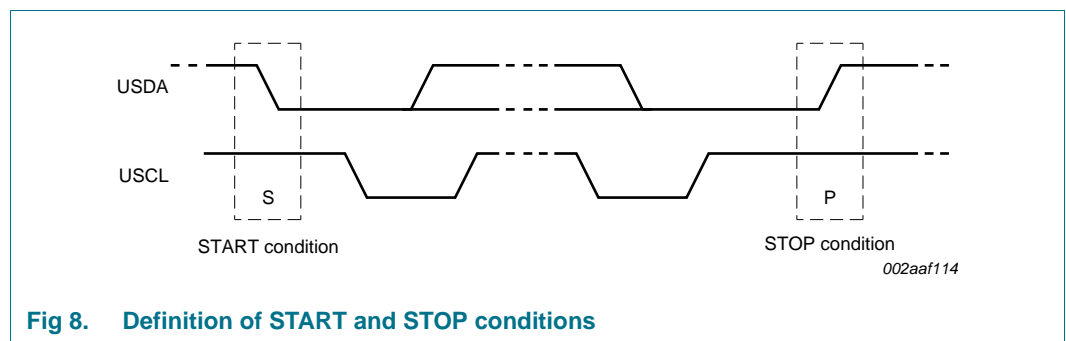 USDA
USCL
S
P
START condition
STOP condition
002aaf114
Fig 8. Definition of START and STOP conditions